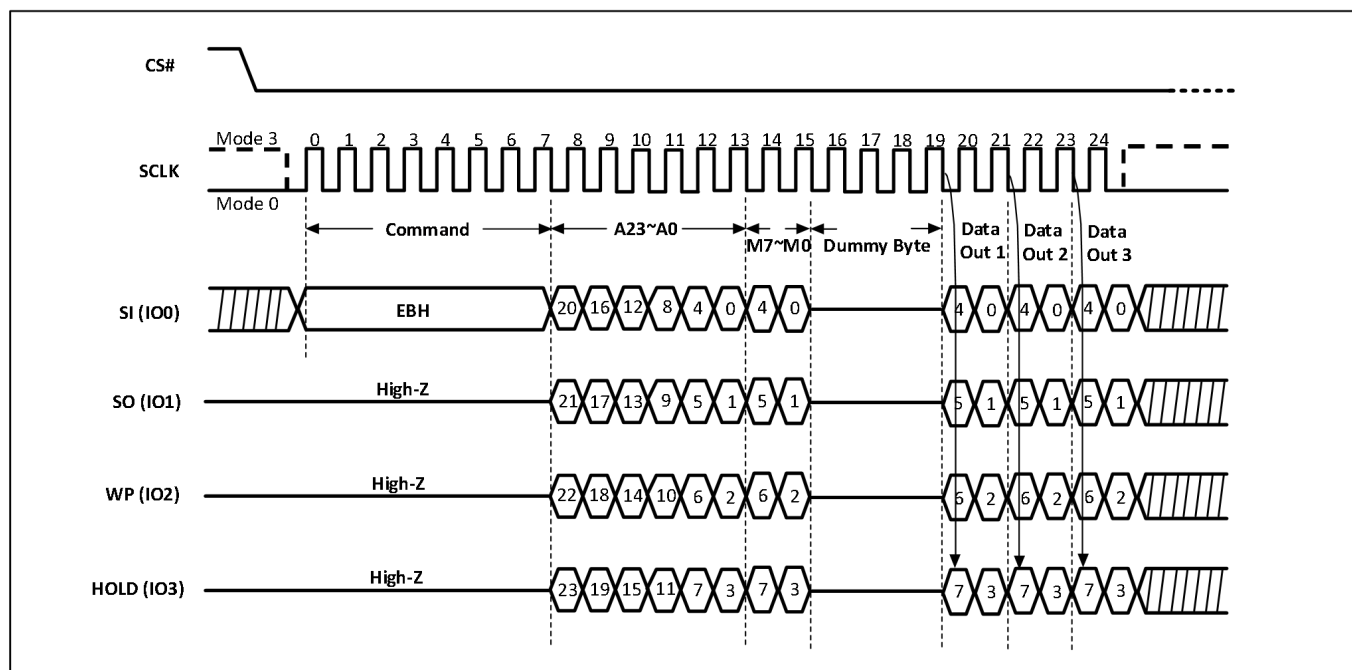 CS#
Mode 3
0 1 2 3 4 5 6 7 8 9 10 11 12 13 14 15 16 17 18 19 20 21 22 23 24
SCLK
Mode 0
Command A23~A0 M7~M0 Dummy Byte Data Out 1 Data Out 2 Data Out 3
SI (IO0) EBH 20 16 12 8 4 0 4 0 4 0 4 0 4 0
High-Z
SO (IO1) 21 17 13 9 5 1 5 1 5 1 5 1 5 1
High-Z
WP (IO2) 22 18 14 10 6 2 6 2 6 2 6 2 6 2
High-Z
HOLD (IO3) 23 19 15 11 7 3 7 3 7 3 7 3 7 3